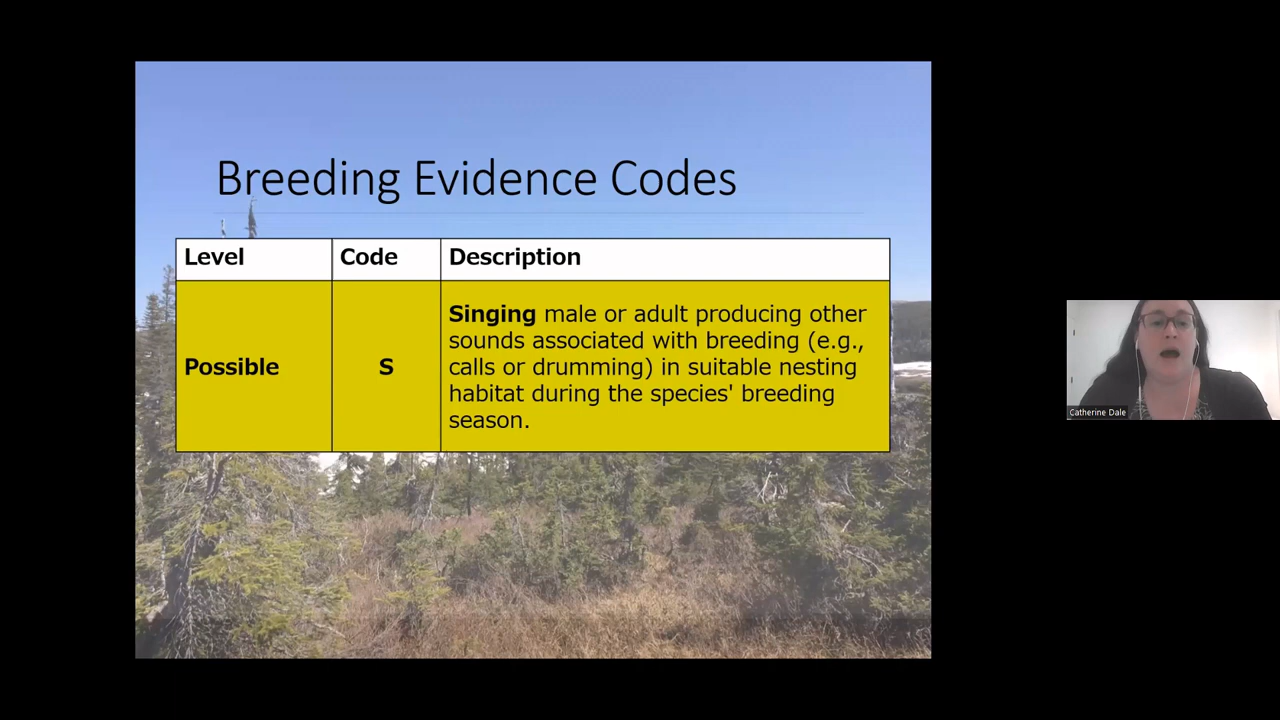 Breeding Evidence Codes
Level Code Description
Possible S Singing male or adult producing other
sounds associated with breeding (e.g.,
calls or drumming) in suitable nesting
habitat during the species' breeding
season.
Catherine Dale